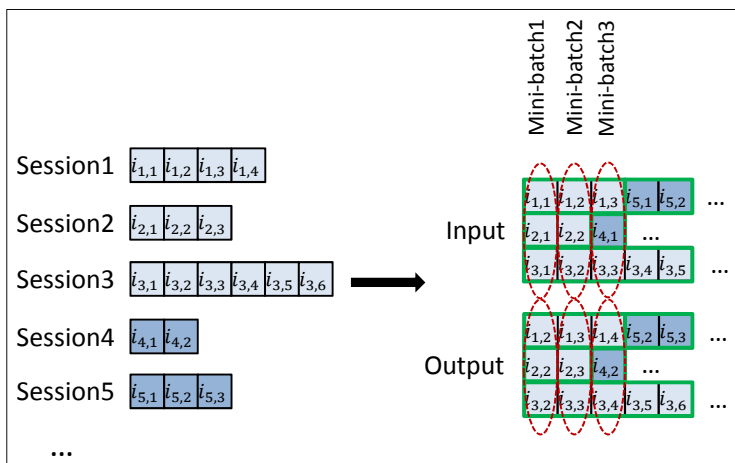 Mini-batch1
Mini-batch2
Mini-batch3
Session1 i1,1 i1,2 i1,3 i1,4
Session2 i2,1 i2,2 i2,3
Session3 i3,1 i3,2 i3,3 i3,4 i3,5 i3,6
Session4 i4,1 i4,2
Session5 i5,1 i5,2 i5,3
...
Input
i1,1 i1,2 i1,3 i5,1 i5,2 ...
i2,1 i2,2 i4,1 ...
i3,1 i3,2 i3,3 i3,4 i3,5 ...
Output
i1,2 i1,3 i1,4 i5,2 i5,3 ...
i2,2 i2,3 i4,2 ...
i3,2 i3,3 i3,4 i3,5 i3,6 ...